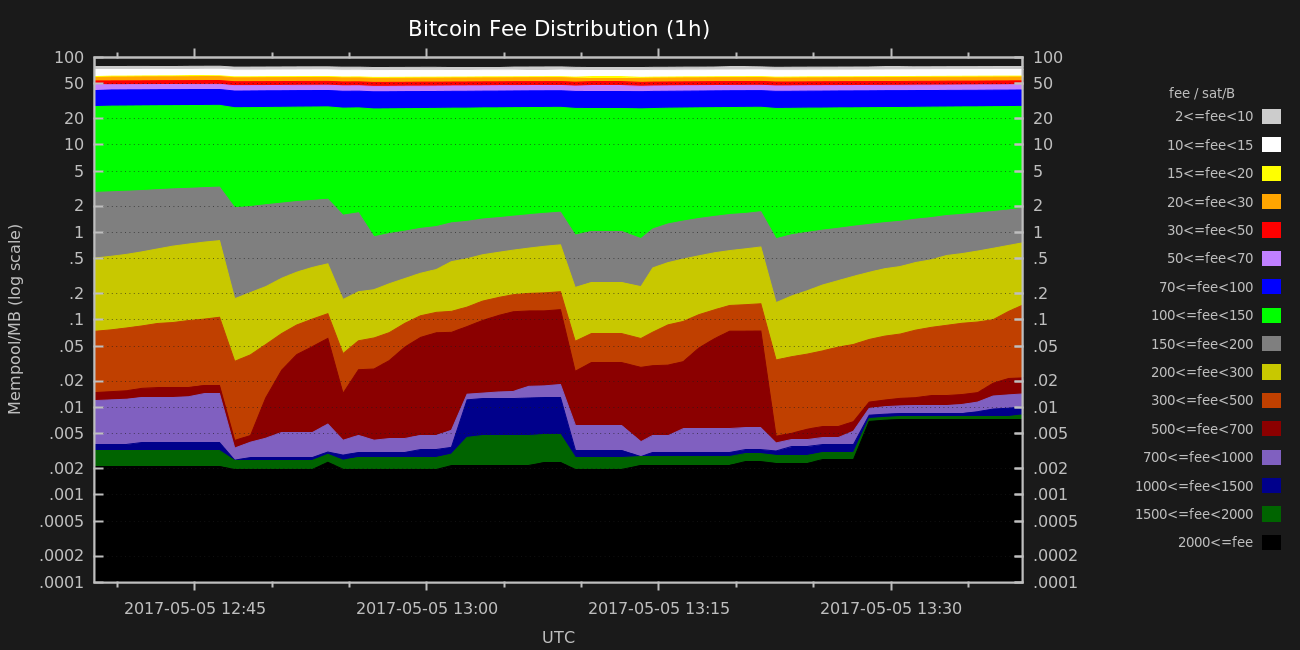 Bitcoin Fee Distribution (1h)
Mempool/MB (log scale)
100
50
20
10
5
2
1
.5
.2
.1
.05
.02
.01
.005
.002
.001
.0005
.0002
.0001
100
50
20
10
5
2
1
.5
.2
.1
.05
.02
.01
.005
.002
.001
.0005
.0002
.0001
2017-05-05 12:45
2017-05-05 13:00
2017-05-05 13:15
2017-05-05 13:30
UTC
fee / sat/B
2<=fee<10
10<=fee<15
15<=fee<20
20<=fee<30
30<=fee<50
50<=fee<70
70<=fee<100
100<=fee<150
150<=fee<200
200<=fee<300
300<=fee<500
500<=fee<700
700<=fee<1000
1000<=fee<1500
1500<=fee<2000
2000<=fee